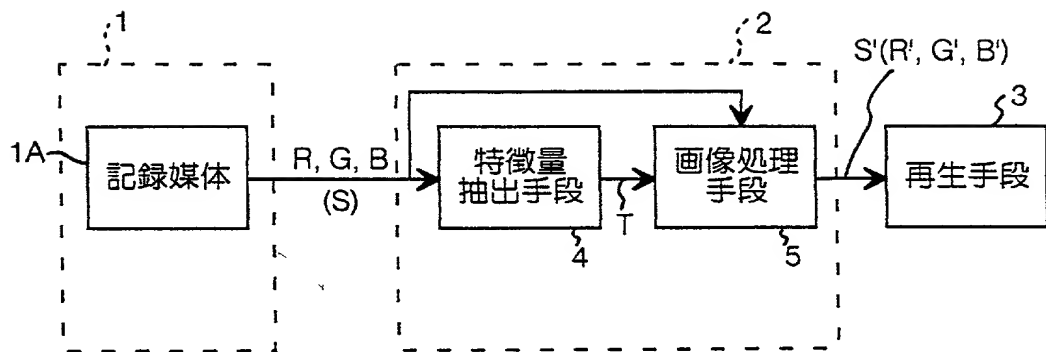 1
2
S'(R', G', B')
3
1A
記録媒体
R, G, B
(S)
特徴量
抽出手段
4
T
画像処理
手段
5
再生手段